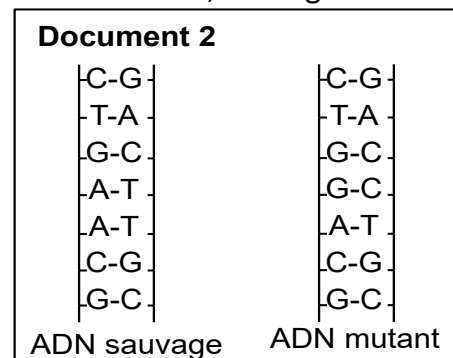 Document 2
C-G C-G
T-A T-A
G-C G-C
A-T G-C
A-T A-T
C-G C-G
G-C G-C
ADN sauvage ADN mutant